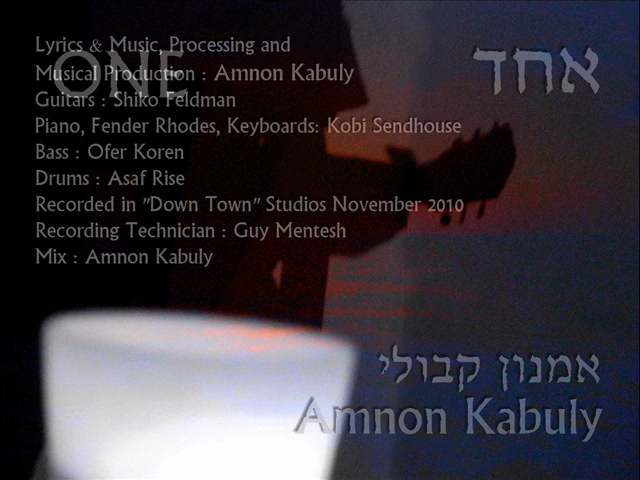 ONE
אחד
Lyrics & Music, Processing and
Musical Production : Amnon Kabuly
Guitars : Shiko Feldman
Piano, Fender Rhodes, Keyboards: Kobi Sendhouse
Bass : Ofer Koren
Drums : Asaf Rise
Recorded in "Down Town" Studios November 2010
Recording Technician : Guy Mentesh
Mix : Amnon Kabuly
אמנון קבולי
Amnon Kabuly